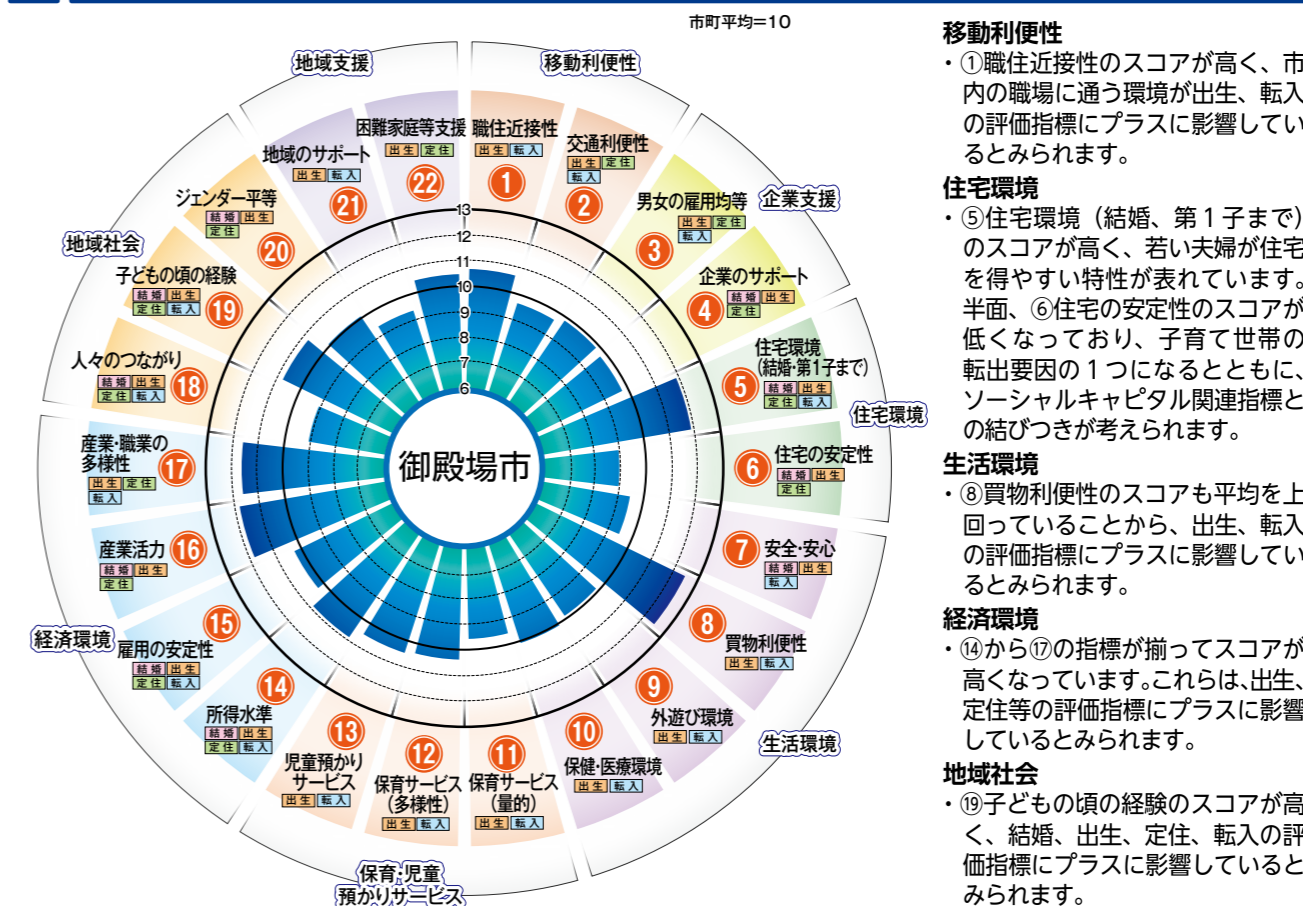 市町平均=10
地域支援
移動利便性
困難家庭等支援
出生 定住
22
職住近接性
出生 転入
1
交通利便性
出生 定住
転入
2
地域のサポート
出生 転入
21
ジェンダー平等
結婚 出生
定住
20
男女の雇用均等
出生 定住
転入
3
企業支援
地域社会
子どもの頃の経験
結婚 出生
定住 転入
19
企業のサポート
結婚 出生
定住
4
人々のつながり
結婚 出生
定住 転入
18
住宅環境
(結婚・第1子まで)
結婚 出生
定住 転入
5
住宅環境
13
12
11
10
9
8
7
6
御殿場市
産業・職業の
多様性
出生 定住
転入
17
住宅の安定性
結婚 出生
定住
6
産業活力
結婚 出生
定住
16
安全・安心
結婚 出生
転入
7
経済環境
雇用の安定性
結婚 出生
定住 転入
15
買物利便性
出生 転入
8
所得水準
結婚 出生
定住 転入
14
外遊び環境
出生 転入
9
生活環境
児童預かり
サービス
出生 転入
13
保育サービス
(多様性)
出生 転入
12
保育サービス
(量的)
出生 転入
11
保健・医療環境
出生 転入
10
保育・児童
預かりサービス
移動利便性
・①職住近接性のスコアが高く、市
内の職場に通う環境が出生、転入
の評価指標にプラスに影響してい
るとみられます。
住宅環境
・⑤住宅環境（結婚、第1子まで）
のスコアが高く、若い夫婦が住宅
を得やすい特性が表れています。
半面、⑥住宅の安定性のスコアが
低くなっており、子育て世帯の
転出要因の1つになるとともに、
ソーシャルキャピタル関連指標と
の結びつきが考えられます。
生活環境
・⑧買物利便性のスコアも平均を上
回っていることから、出生、転入
の評価指標にプラスに影響してい
るとみられます。
経済環境
・⑭から⑰の指標が揃ってスコアが
高くなっています。これらは、出生、
定住等の評価指標にプラスに影響
しているとみられます。
地域社会
・⑲子どもの頃の経験のスコアが高
く、結婚、出生、定住、転入の評
価指標にプラスに影響していると
みられます。